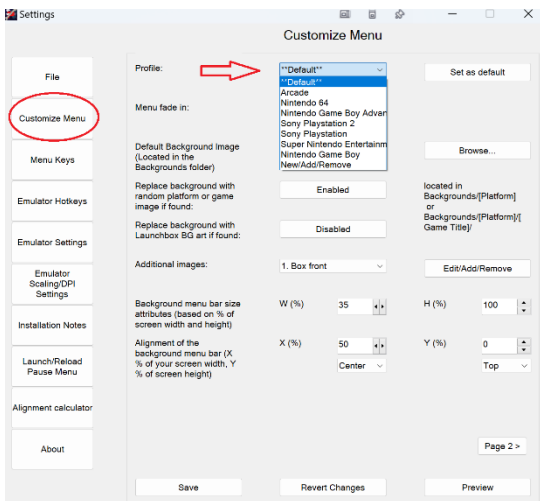 Settings
Customize Menu
File
Customize Menu
Menu Keys
Emulator Hotkeys
Emulator Settings
Emulator
Scaling/DPI
Settings
Installation Notes
Launch/Reload
Pause Menu
Alignment calculator
About
Profile:
**Default**
Set as default
**Default**
Arcade
Nintendo 64
Nintendo Game Boy Advan
Sony Playstation 2
Sony Playstation
Super Nintendo Entertainm
Nintendo Game Boy
New/Add/Remove
Menu fade in:
Default Background Image
(Located in the
Backgrounds folder)
Browse...
Replace background with
random platform or game
image if found:
Enabled
located in
Backgrounds/[Platform]
or
Backgrounds/[Platform]/[
Game Title]/
Replace background with
Launchbox BG art if found:
Disabled
Additional images:
1. Box front
Edit/Add/Remove
Background menu bar size
attributes (based on % of
screen width and height)
W (%)
35
H (%)
100
Alignment of the
background menu bar (X
% of your screen width, Y
% of screen height)
X (%)
50
Y (%)
0
Center
Top
Page 2 >
Save
Revert Changes
Preview